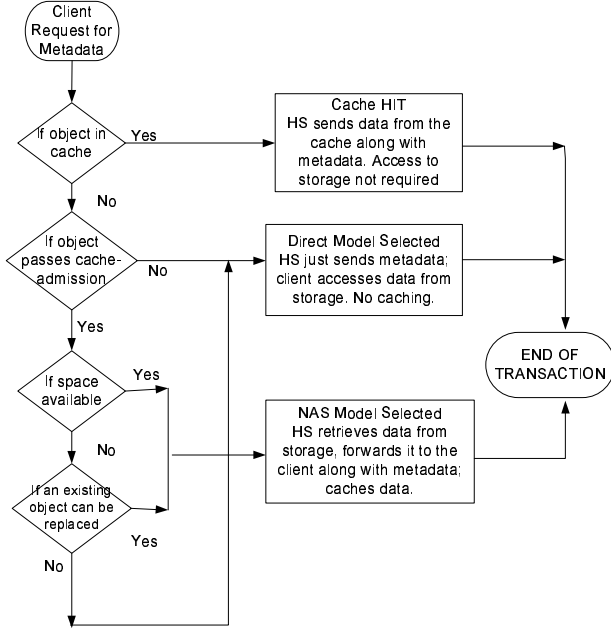 Client
Request for
Metadata
If object in
cache
Yes
Cache HIT
HS sends data from the
cache along with
metadata. Access to
storage not required
No
If object
passes cache-
admission
No
Direct Model Selected
HS just sends metadata;
client accesses data from
storage. No caching.
Yes
If space
available
Yes
END OF
TRANSACTION
NAS Model Selected
HS retrieves data from
storage, forwards it to the
client along with metadata;
caches data.
No
If an existing
object can be
replaced
Yes
No